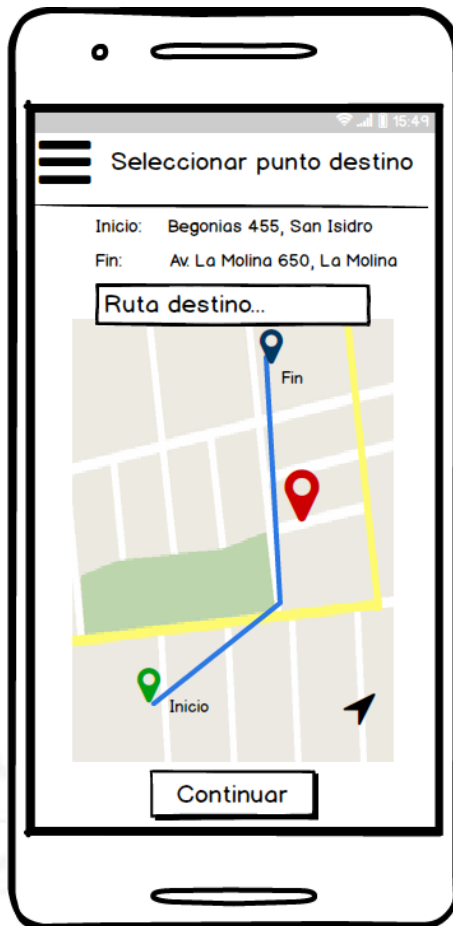 15:49
Seleccionar punto destino
Inicio: Begonias 455, San Isidro
Fin: Av. La Molina 650, La Molina
Ruta destino...
Fin
Inicio
Continuar